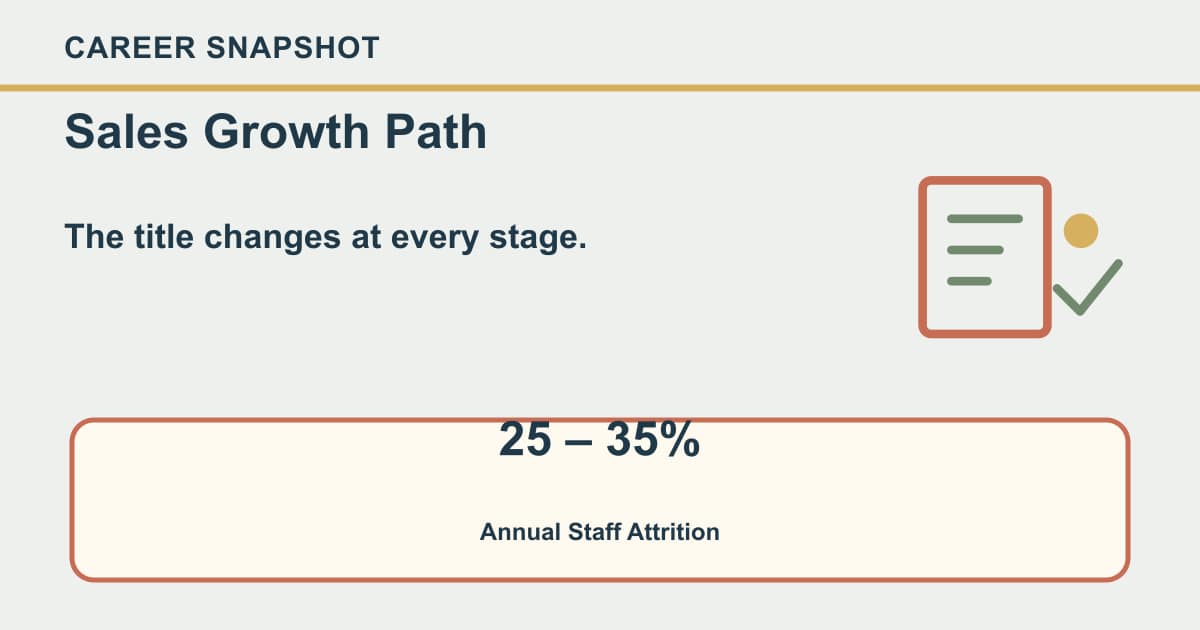 CAREER SNAPSHOT
Sales Growth Path
The title changes at every stage.
25 – 35%
Annual Staff Attrition